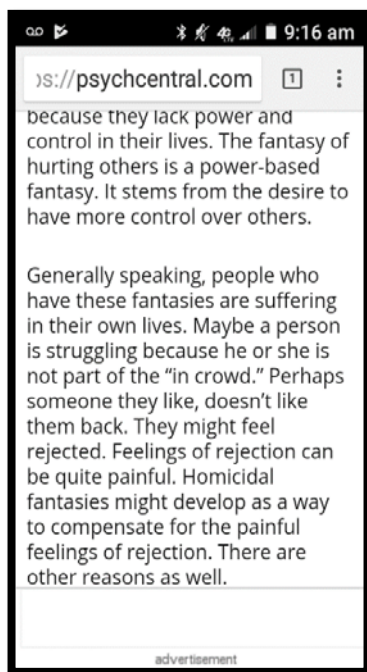 9:16 am
ɔs://psychcentral.com
1
because they lack power and
control in their lives. The fantasy of
hurting others is a power-based
fantasy. It stems from the desire to
have more control over others.
Generally speaking, people who
have these fantasies are suffering
in their own lives. Maybe a person
is struggling because he or she is
not part of the “in crowd.” Perhaps
someone they like, doesn’t like
them back. They might feel
rejected. Feelings of rejection can
be quite painful. Homicidal
fantasies might develop as a way
to compensate for the painful
feelings of rejection. There are
other reasons as well.
advertisement